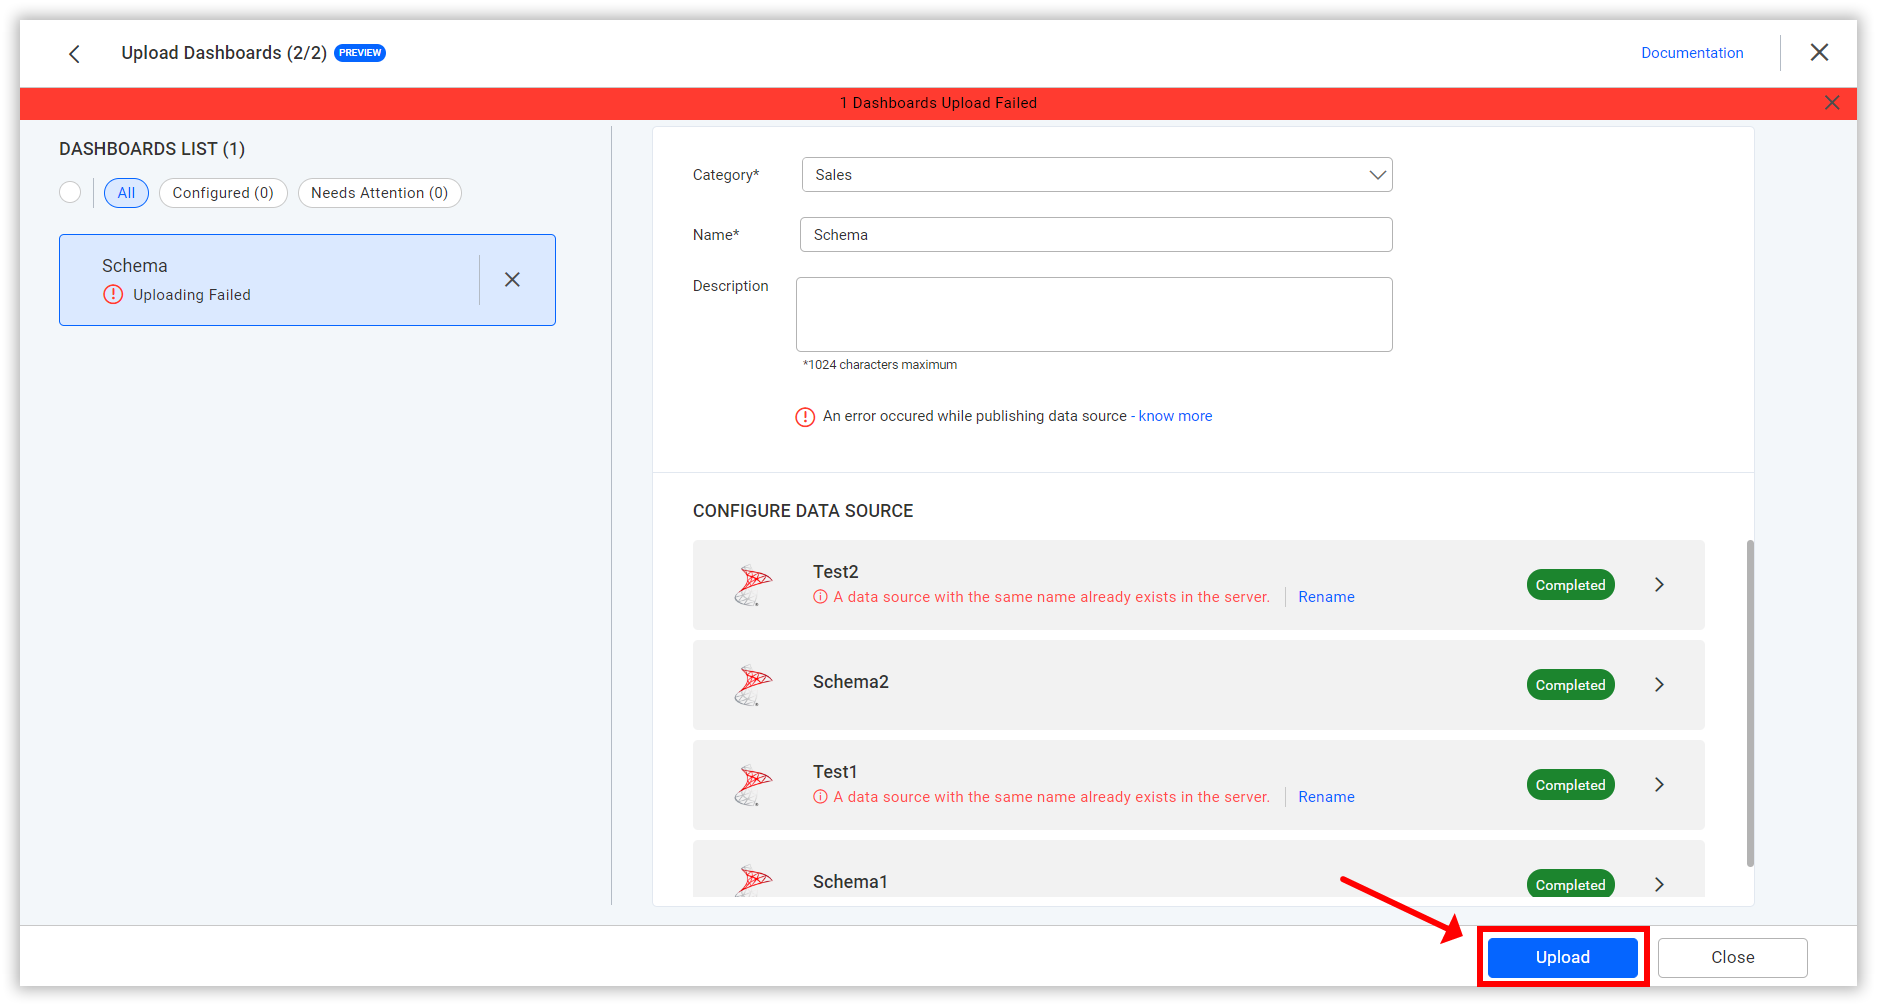 Upload Dashboards (2/2) PREVIEW
Documentation
1 Dashboards Upload Failed
DASHBOARDS LIST (1)
All
Configured (0)
Needs Attention (0)
Schema
Uploading Failed
Category*
Sales
Name*
Schema
Description
*1024 characters maximum
An error occured while publishing data source - know more
CONFIGURE DATA SOURCE
Test2
A data source with the same name already exists in the server.
Rename
Completed
Schema2
Completed
Test1
A data source with the same name already exists in the server.
Rename
Completed
Schema1
Completed
Upload
Close